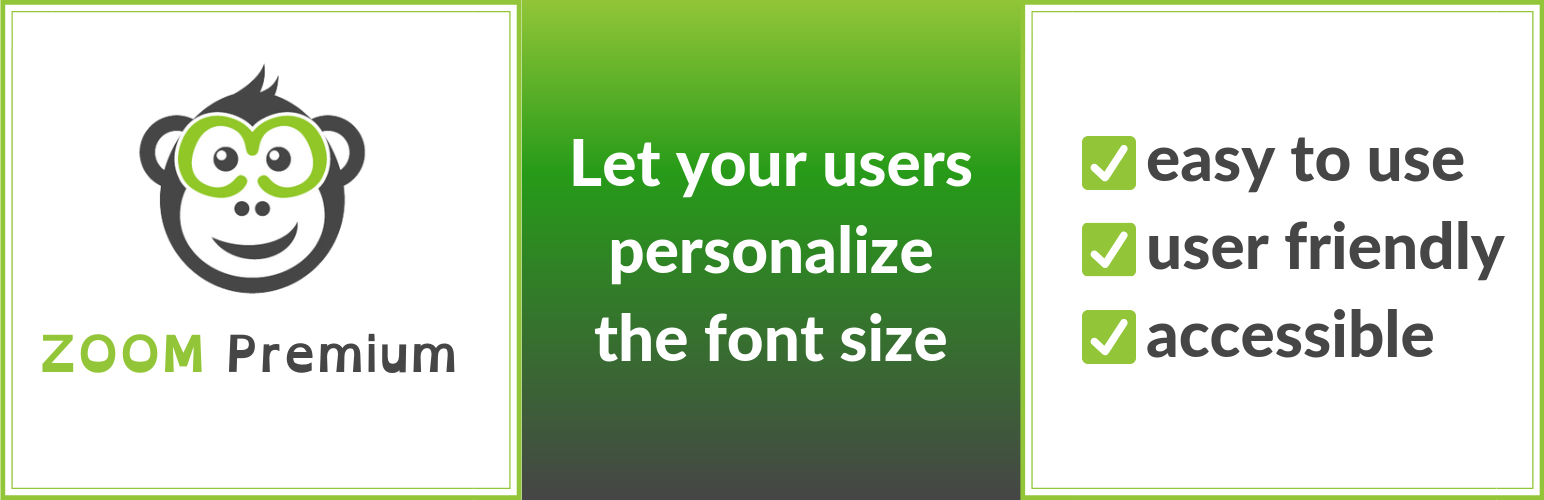 ZOOM Premium
Let your users
personalize
the font size
easy to use
user friendly
accessible